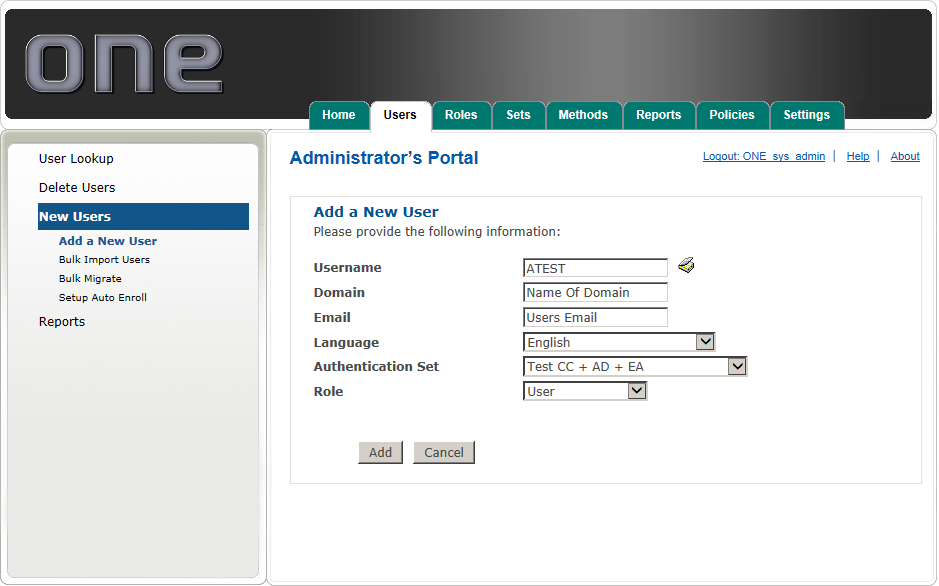 one
Home Users Roles Sets Methods Reports Policies Settings
User Lookup
Delete Users
New Users
Add a New User
Bulk Import Users
Bulk Migrate
Setup Auto Enroll
Reports
Administrator's Portal
Logout: ONE_sys_admin | Help | About
Add a New User
Please provide the following information:
Username ATEST
Domain Name Of Domain
Email Users Email
Language English
Authentication Set Test CC + AD + EA
Role User
Add Cancel